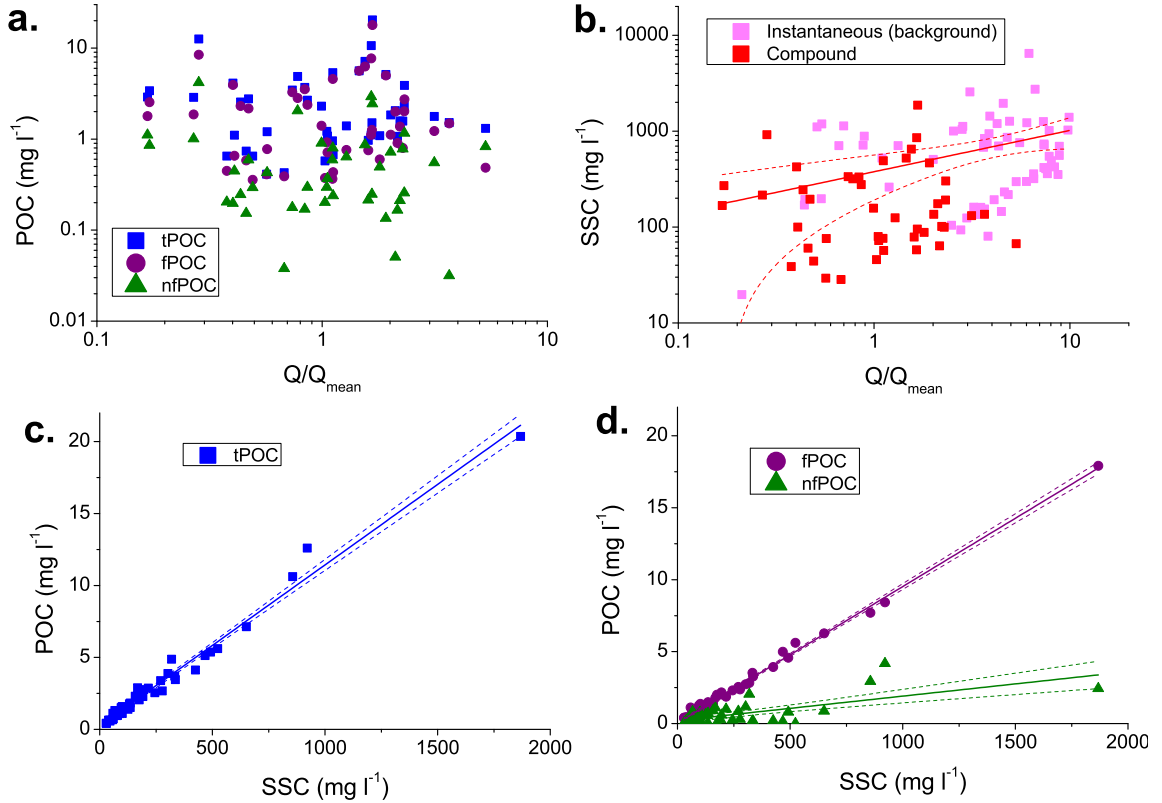 a.
10
1
0.1
0.01
POC (mg l⁻¹)
tPOC
fPOC
nfPOC
0.1
1
10
Q/Qmean
b.
10000
1000
100
10
SSC (mg l⁻¹)
Instantaneous (background)
Compound
0.1
1
10
Q/Qmean
c.
20
15
10
5
0
POC (mg l⁻¹)
tPOC
0
500
1000
1500
2000
SSC (mg l⁻¹)
d.
20
15
10
5
0
POC (mg l⁻¹)
fPOC
nfPOC
0
500
1000
1500
2000
SSC (mg l⁻¹)